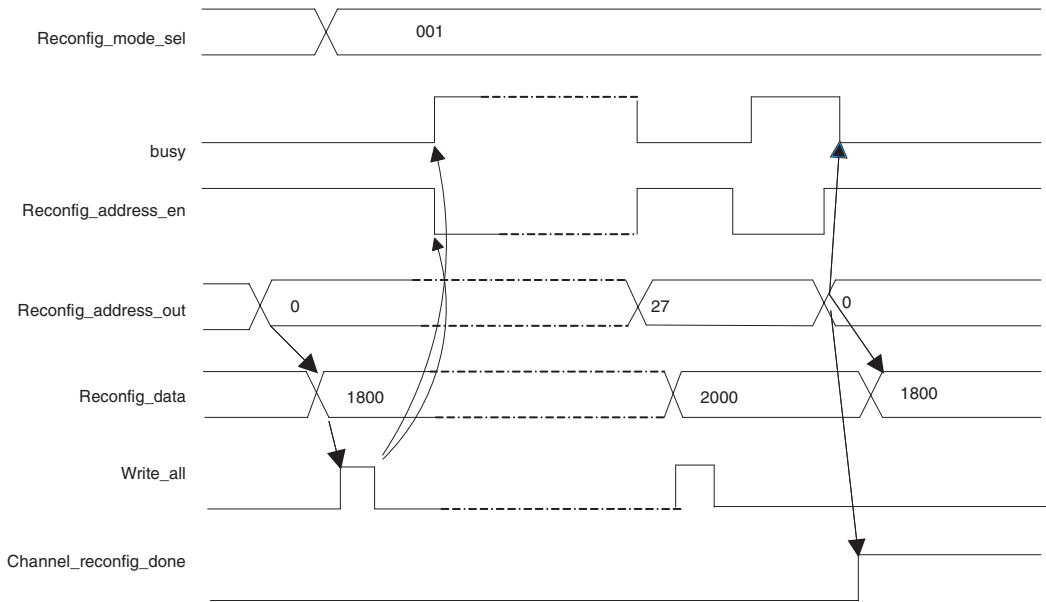 Reconfig_mode_sel 001
busy
Reconfig_address_en
Reconfig_address_out 0 27 0
Reconfig_data 1800 2000 1800
Write_all
Channel_reconfig_done